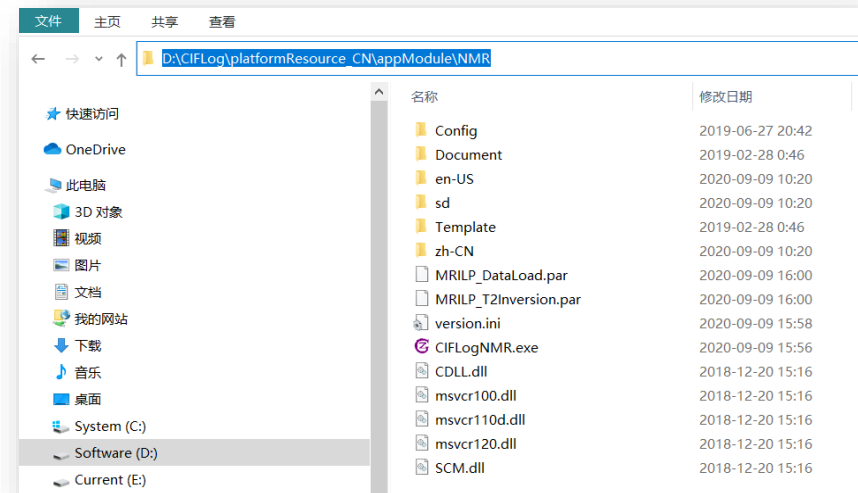 文件 主页 共享 查看
D:\CIFLog\platformResource_CN\appModule\NMR
快速访问
OneDrive
此电脑
3D 对象
视频
图片
文档
我的网站
下载
音乐
桌面
System (C:)
Software (D:)
Current (E:)
名称 修改日期
Config 2019-06-27 20:42
Document 2019-02-28 0:46
en-US 2020-09-09 10:20
sd 2020-09-09 10:20
Template 2019-02-28 0:46
zh-CN 2020-09-09 10:20
MRILP_DataLoad.par 2020-09-09 16:00
MRILP_T2Inversion.par 2020-09-09 16:00
version.ini 2020-09-09 15:58
CIFLogNMR.exe 2020-09-09 15:56
CDLL.dll 2018-12-20 15:16
msvcr100.dll 2018-12-20 15:16
msvcr110d.dll 2018-12-20 15:16
msvcr120.dll 2018-12-20 15:16
SCM.dll 2018-12-20 15:16